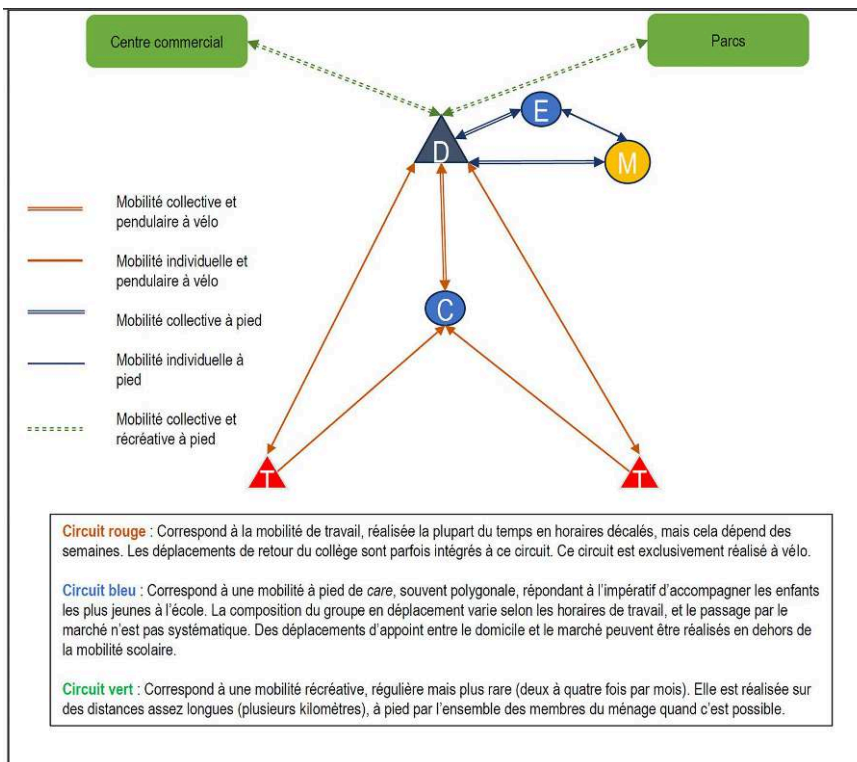 Centre commercial
Parcs
E
D
M
Mobilité collective et
pendulaire à vélo
Mobilité individuelle et
pendulaire à vélo
C
Mobilité collective à pied
Mobilité individuelle à
pied
Mobilité collective et
récréative à pied
T
T
Circuit rouge : Correspond à la mobilité de travail, réalisée la plupart du temps en horaires décalés, mais cela dépend des
semaines. Les déplacements de retour du collège sont parfois intégrés à ce circuit. Ce circuit est exclusivement réalisé à vélo.
Circuit bleu : Correspond à une mobilité à pied de care, souvent polygonale, répondant à l'impératif d'accompagner les enfants
les plus jeunes à l'école. La composition du groupe en déplacement varie selon les horaires de travail, et le passage par le
marché n'est pas systématique. Des déplacements d'appoint entre le domicile et le marché peuvent être réalisés en dehors de
la mobilité scolaire.
Circuit vert : Correspond à une mobilité récréative, régulière mais plus rare (deux à quatre fois par mois). Elle est réalisée sur
des distances assez longues (plusieurs kilomètres), à pied par l'ensemble des membres du ménage quand c'est possible.